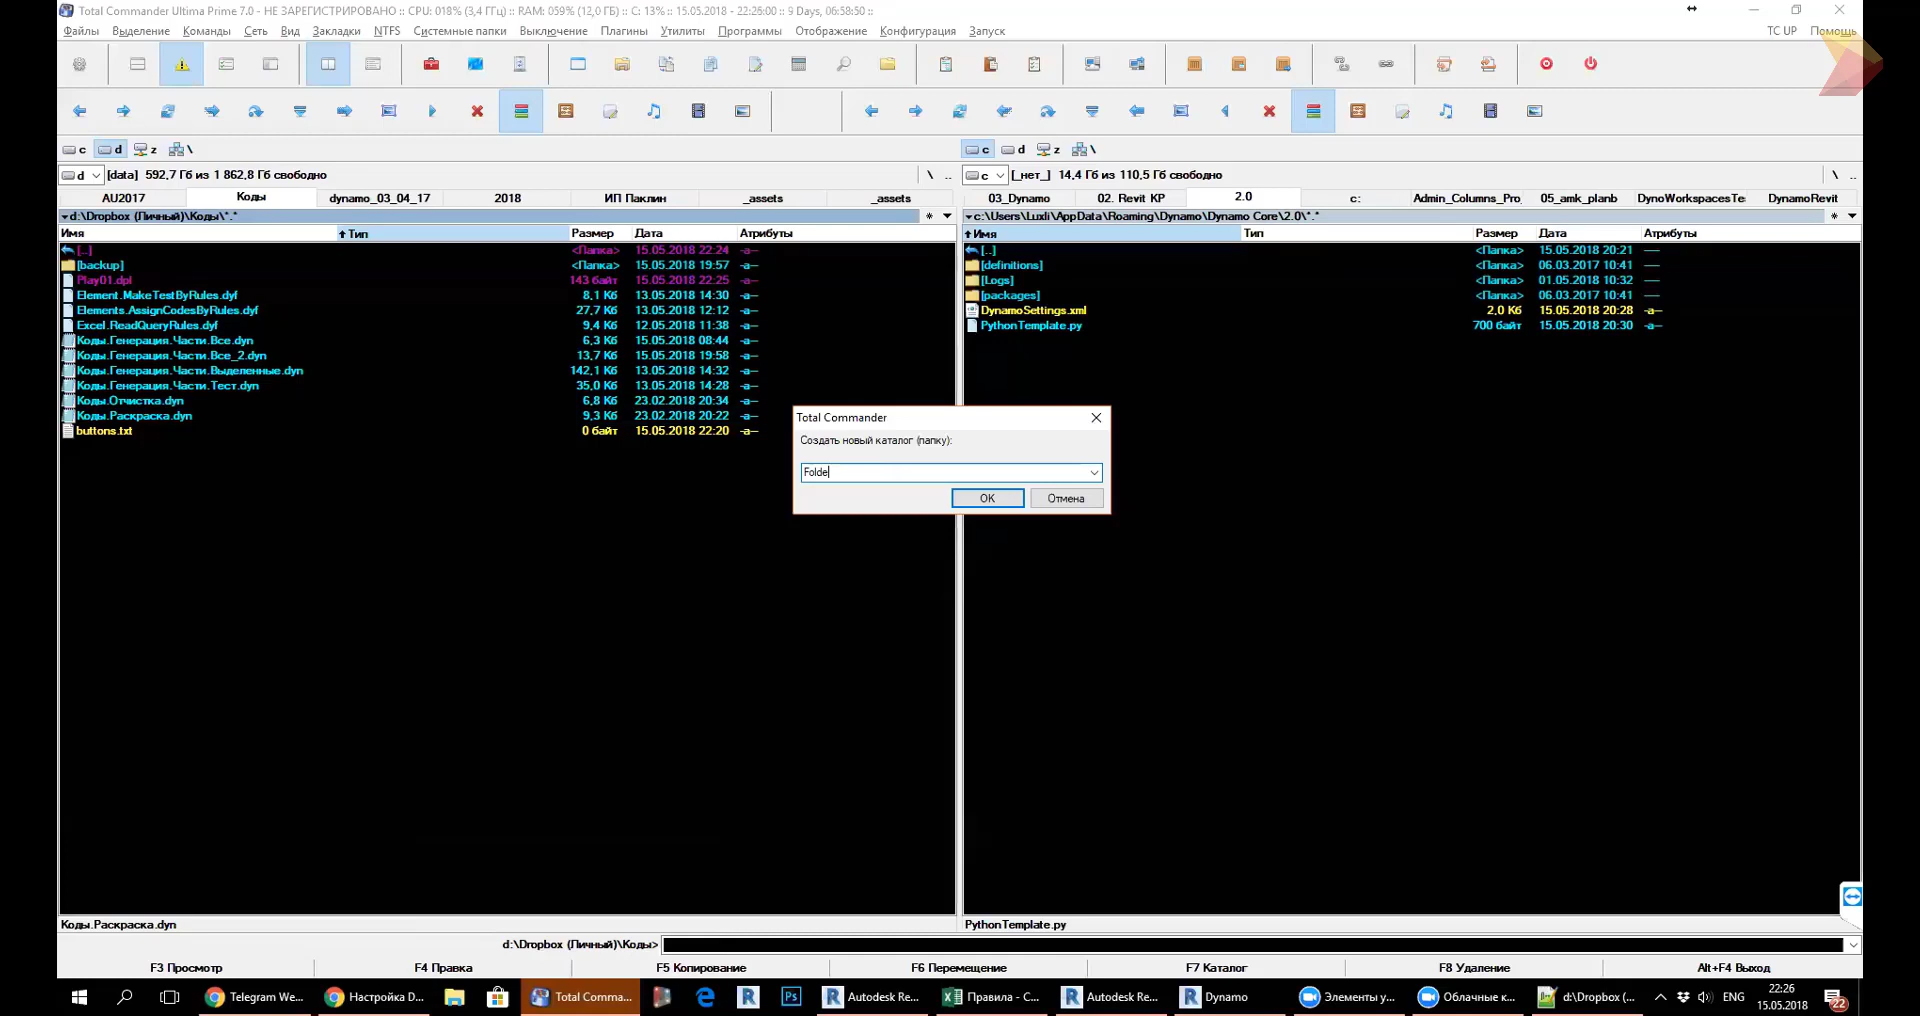 Total Commander Ultima Prime 7.0 - НЕ ЗАРЕГИСТРИРОВАНО :: CPU: 018% (3,4 ГГц) :: RAM: 059% (12,0 ГБ) :: C: 13% :: 15.05.2018 - 22:26:00 :: 9 Days, 06:58:50 ::
Файлы Выделение Команды Сеть Вид Закладки NTFS Системные папки Выключение Плагины Утилиты Программы Отображение Конфигурация Запуск TC UP Помощь
c d z \ c d z \
d [data] 592,7 Гб из 1 862,8 Гб свободно \ .. c [_нет_] 14,4 Гб из 110,5 Гб свободно \ ..
AU2017 Коды dynamo_03_04_17 2018 ИП Паклин _assets _assets 03_Dynamo 02. Revit KP 2.0 c: Admin_Columns_Pro 05_amk_planb DynoWorkspacesTe DynamoRevit
d:\Dropbox (Личный)\Коды\*.* * c:\Users\Luxli\AppData\Roaming\Dynamo\Dynamo Core\2.0\*.* *
Имя Тип Размер Дата Атрибуты Имя Тип Размер Дата Атрибуты
[..] <Папка> 15.05.2018 22:24 -a-- [..] <Папка> 15.05.2018 20:21 ----
[backup] <Папка> 15.05.2018 19:57 -a-- [definitions] <Папка> 06.03.2017 10:41 ----
Play01.dpl 143 байт 15.05.2018 22:25 -a-- [Logs] <Папка> 01.05.2018 10:32 ----
Element.MakeTestByRules.dyf 8,1 Кб 13.05.2018 14:30 -a-- [packages] <Папка> 06.03.2017 10:41 ----
Elements.AssignCodesByRules.dyf 27,7 Кб 13.05.2018 12:12 -a-- DynamoSettings.xml 2,0 Кб 15.05.2018 20:28 -a--
Excel.ReadQueryRules.dyf 9,4 Кб 12.05.2018 11:38 -a-- PythonTemplate.py 700 байт 15.05.2018 20:30 -a--
Коды.Генерация.Части.Все.dyn 6,3 Кб 15.05.2018 08:44 -a--
Коды.Генерация.Части.Все_2.dyn 13,7 Кб 15.05.2018 19:58 -a--
Коды.Генерация.Части.Выделенные.dyn 142,1 Кб 13.05.2018 14:32 -a--
Коды.Генерация.Части.Тест.dyn 35,0 Кб 13.05.2018 14:28 -a--
Коды.Отчистка.dyn 6,8 Кб 23.02.2018 20:34 -a--
Коды.Раскраска.dyn 9,3 Кб 23.02.2018 20:22 -a--
buttons.txt 0 байт 15.05.2018 22:20 -a--
Total Commander
Создать новый каталог (папку):
Folde
OK Отмена
Коды.Раскраска.dyn PythonTemplate.py
d:\Dropbox (Личный)\Коды>
F3 Просмотр F4 Правка F5 Копирование F6 Перемещение F7 Каталог F8 Удаление Alt+F4 Выход
Telegram We... Настройка D... Total Comma... Ps Autodesk Re... Правила - С... Autodesk Re... Dynamo Элементы у... Облачные к... d:\Dropbox (... ENG 22:26
15.05.2018 22